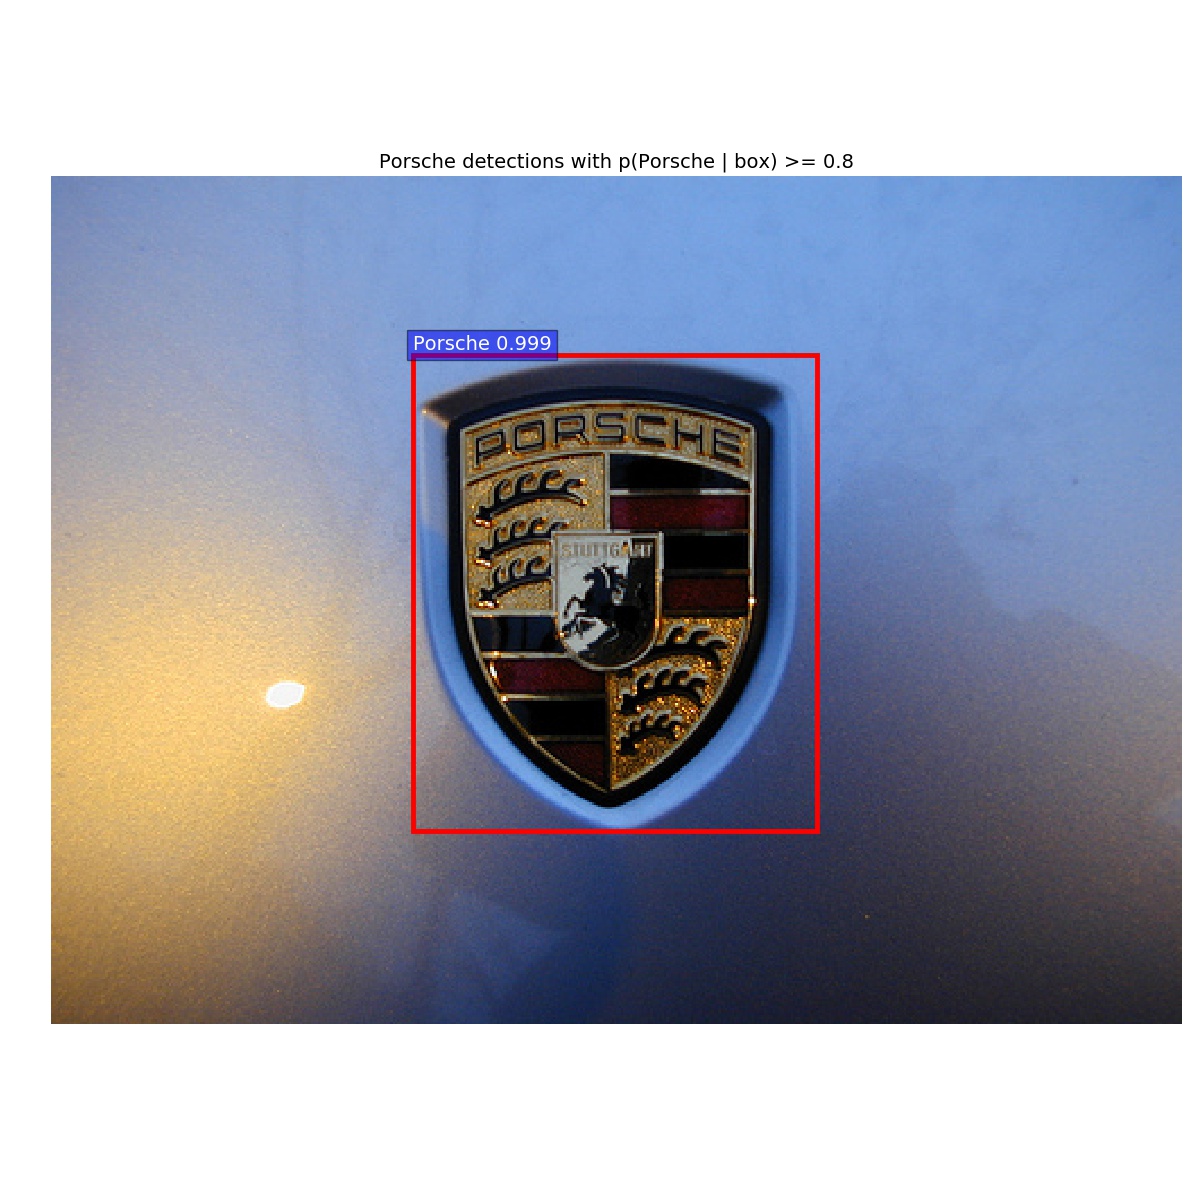 Porsche detections with p(Porsche | box) >= 0.8
Porsche 0.999
PORSCHE
STUTTGART